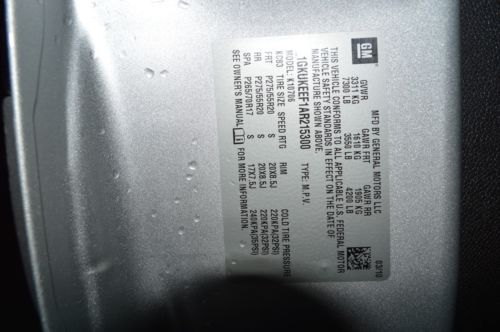 GM
MFD BY GENERAL MOTORS LLC
03/10
GVWR GAWR FRT GAWR RR
3311 KG 1610 KG 1905 KG
7300 LB 3550 LB 4200 LB
THIS VEHICLE CONFORMS TO ALL APPLICABLE U.S. FEDERAL MOTOR
VEHICLE SAFETY STANDARDS IN EFFECT ON THE DATE OF
MANUFACTURE SHOWN ABOVE.
1GKUKEEF1AR215300 TYPE: M.P.V.
MODEL: K10706
KC93 TIRE SIZE SPEED RTG RIM COLD TIRE PRESSURE
FRT P275/55R20 S 20X8.5J 220KPA(32PSI)
RR P275/55R20 S 20X8.5J 220KPA(32PSI)
SPA P265/70R17 S 17X7.5J 240KPA(35PSI)
SEE OWNER'S MANUAL FOR MORE INFORMATION.